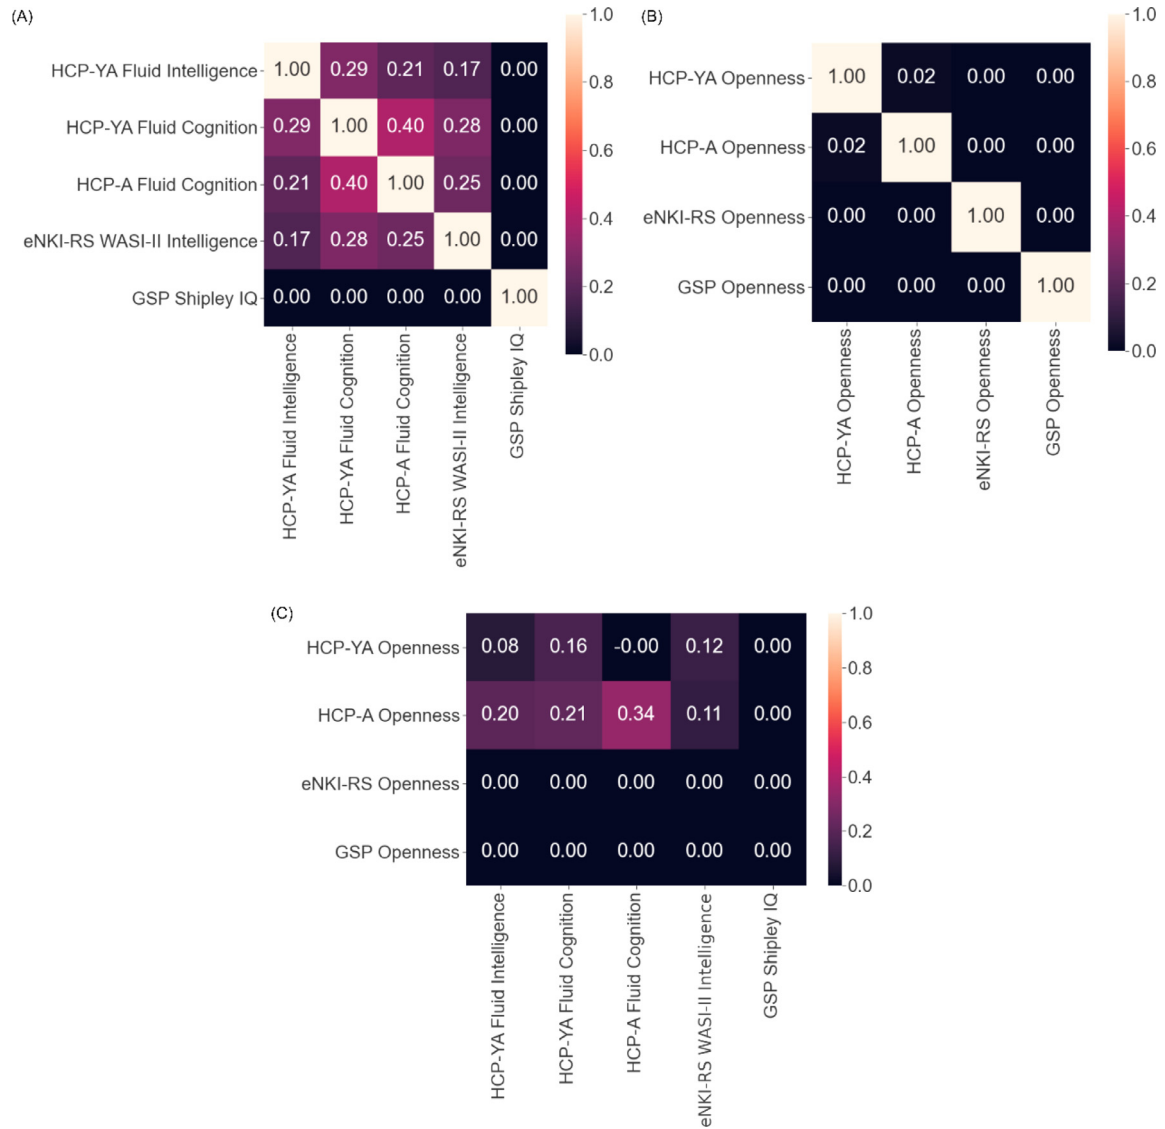 (A)
HCP-YA Fluid Intelligence 1.00 0.29 0.21 0.17 0.00
HCP-YA Fluid Cognition 0.29 1.00 0.40 0.28 0.00
HCP-A Fluid Cognition 0.21 0.40 1.00 0.25 0.00
eNKI-RS WASI-II Intelligence 0.17 0.28 0.25 1.00 0.00
GSP Shipley IQ 0.00 0.00 0.00 0.00 1.00
HCP-YA Fluid Intelligence
HCP-YA Fluid Cognition
HCP-A Fluid Cognition
eNKI-RS WASI-II Intelligence
GSP Shipley IQ
1.0
0.8
0.6
0.4
0.2
0.0
(B)
HCP-YA Openness 1.00 0.02 0.00 0.00
HCP-A Openness 0.02 1.00 0.00 0.00
eNKI-RS Openness 0.00 0.00 1.00 0.00
GSP Openness 0.00 0.00 0.00 1.00
HCP-YA Openness
HCP-A Openness
eNKI-RS Openness
GSP Openness
1.0
0.8
0.6
0.4
0.2
0.0
(C)
HCP-YA Openness 0.08 0.16 -0.00 0.12 0.00
HCP-A Openness 0.20 0.21 0.34 0.11 0.00
eNKI-RS Openness 0.00 0.00 0.00 0.00 0.00
GSP Openness 0.00 0.00 0.00 0.00 0.00
HCP-YA Fluid Intelligence
HCP-YA Fluid Cognition
HCP-A Fluid Cognition
eNKI-RS WASI-II Intelligence
GSP Shipley IQ
1.0
0.8
0.6
0.4
0.2
0.0